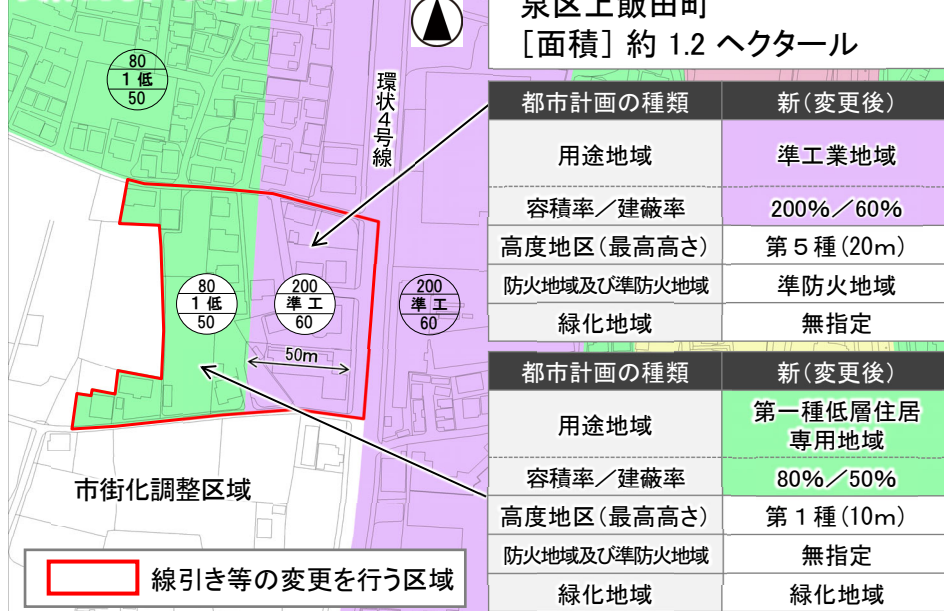 泉区上飯田町
[面積] 約 1.2 ヘクタール
80
1 低
50
環状4号線
80
1 低
50
200
準 工
60
200
準 工
60
50m
市街化調整区域
線引き等の変更を行う区域
都市計画の種類 新(変更後)
用途地域 準工業地域
容積率/建蔽率 200%/60%
高度地区(最高高さ) 第5種(20m)
防火地域及び準防火地域 準防火地域
緑化地域 無指定
都市計画の種類 新(変更後)
用途地域 第一種低層住居
専用地域
容積率/建蔽率 80%/50%
高度地区(最高高さ) 第1種(10m)
防火地域及び準防火地域 無指定
緑化地域 緑化地域